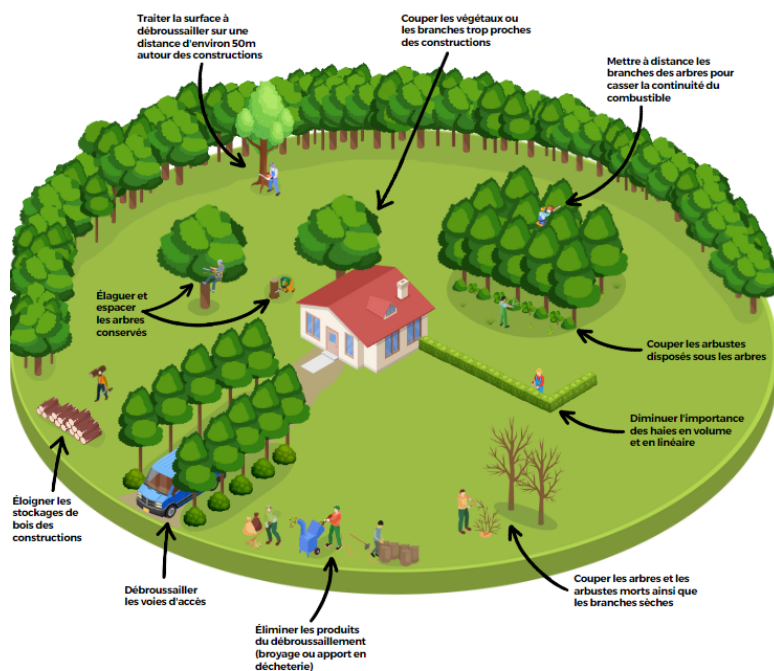 Traiter la surface à
débroussailler sur une
distance d'environ 50m
autour des constructions
Couper les végétaux ou
les branches trop proches
des constructions
Mettre à distance les
branches des arbres pour
casser la continuité du
combustible
Élaguer et
espacer
les arbres
conservés
Couper les arbustes
disposés sous les arbres
Diminuer l'importance
des haies en volume
et en linéaire
Éloigner les
stockages de
bois des
constructions
Débroussailler
les voies d'accès
Éliminer les produits
du débroussaillement
(broyage ou apport en
décheterie)
Couper les arbres et les
arbustes morts ainsi que
les branches sèches